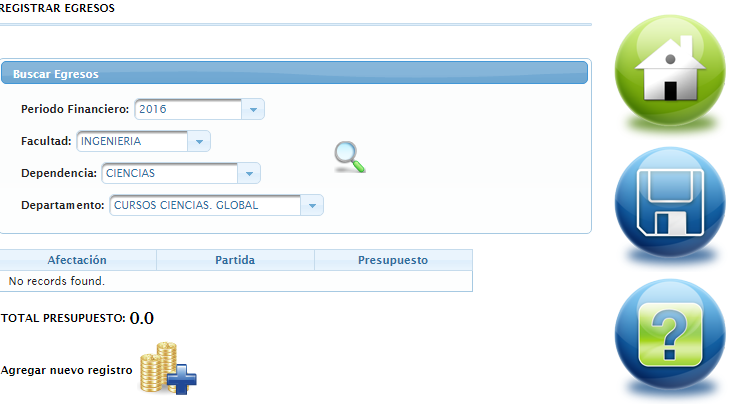 REGISTRAR EGRESOS
Buscar Egresos
Periodo Financiero: 2016
Facultad: INGENIERIA
Dependencia: CIENCIAS
Departamento: CURSOS CIENCIAS. GLOBAL
Afectación Partida Presupuesto
No records found.
TOTAL PRESUPUESTO: 0.0
Agregar nuevo registro
?